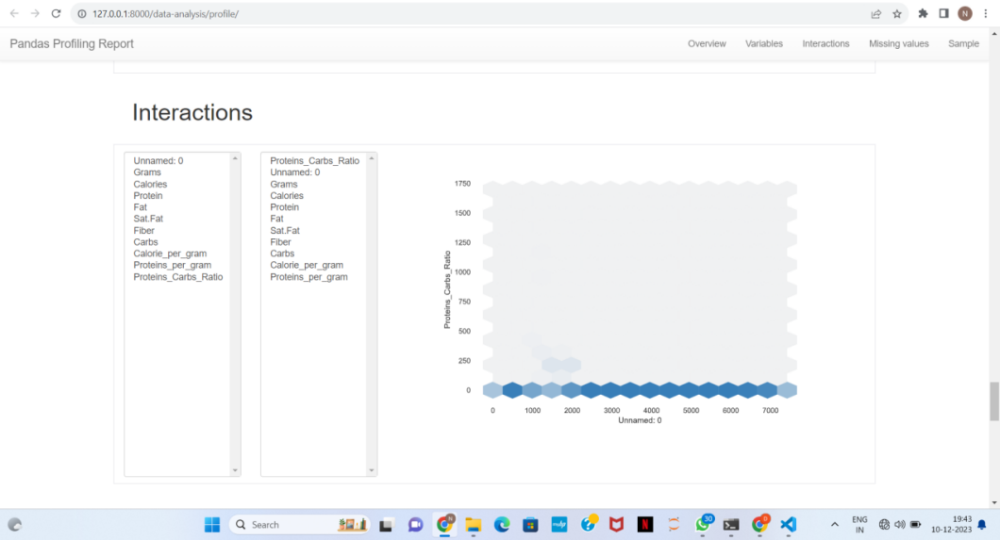 127.0.0.1:8000/data-analysis/profile/
N
Pandas Profiling Report
Overview Variables Interactions Missing values Sample
Interactions
Unnamed: 0
Grams
Calories
Protein
Fat
Sat.Fat
Fiber
Carbs
Calorie_per_gram
Proteins_per_gram
Proteins_Carbs_Ratio
Proteins_Carbs_Ratio
Unnamed: 0
Grams
Calories
Protein
Fat
Sat.Fat
Fiber
Carbs
Calorie_per_gram
Proteins_per_gram
Proteins_Carbs_Ratio
1750
1500
1250
1000
750
500
250
0
0 1000 2000 3000 4000 5000 6000 7000
Unnamed: 0
Search
N
30
ENG
IN
19:43
10-12-2023